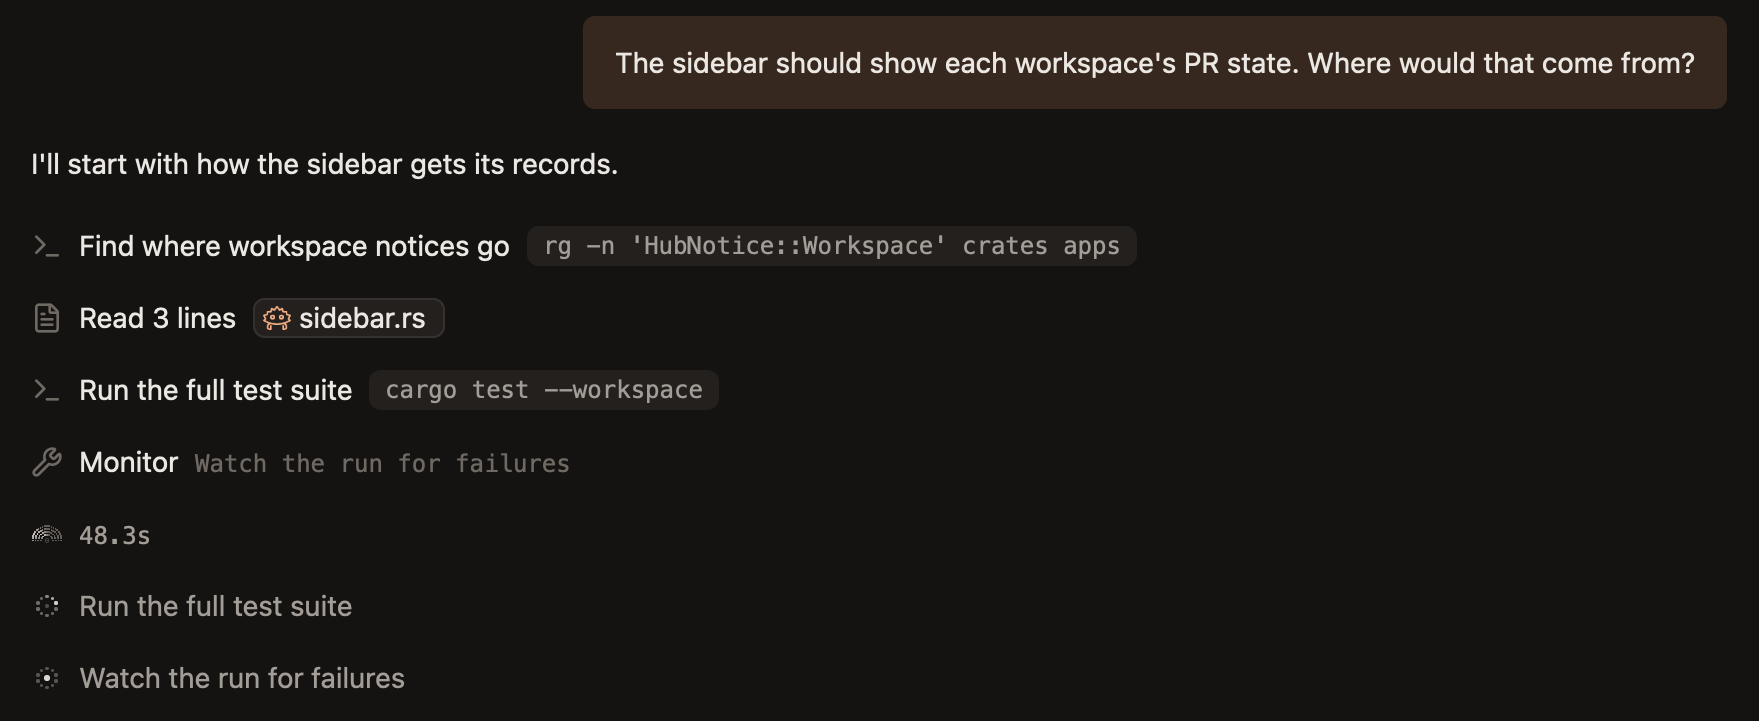 The sidebar should show each workspace's PR state. Where would that come from?
I'll start with how the sidebar gets its records.
Find where workspace notices go rg -n 'HubNotice::Workspace' crates apps
Read 3 lines sidebar.rs
Run the full test suite cargo test --workspace
Monitor Watch the run for failures
48.3s
Run the full test suite
Watch the run for failures